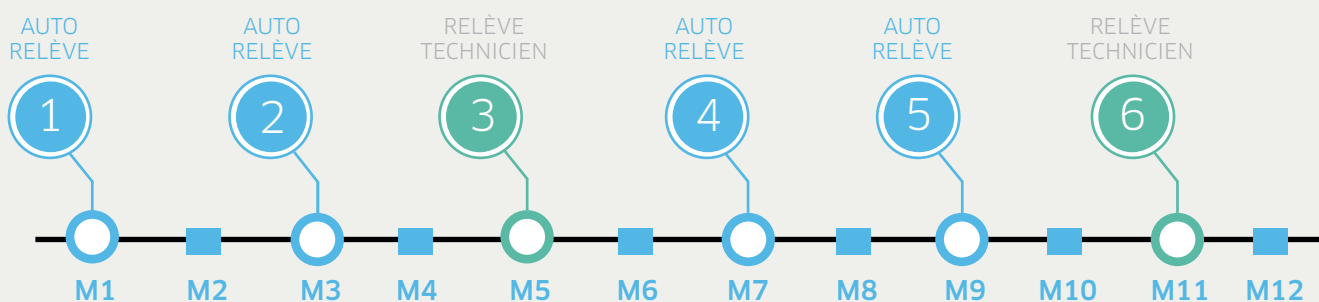 AUTO
RELÈVE
AUTO
RELÈVE
RELÈVE
TECHNICIEN
AUTO
RELÈVE
AUTO
RELÈVE
RELÈVE
TECHNICIEN
1
2
3
4
5
6
M1
M2
M3
M4
M5
M6
M7
M8
M9
M10
M11
M12